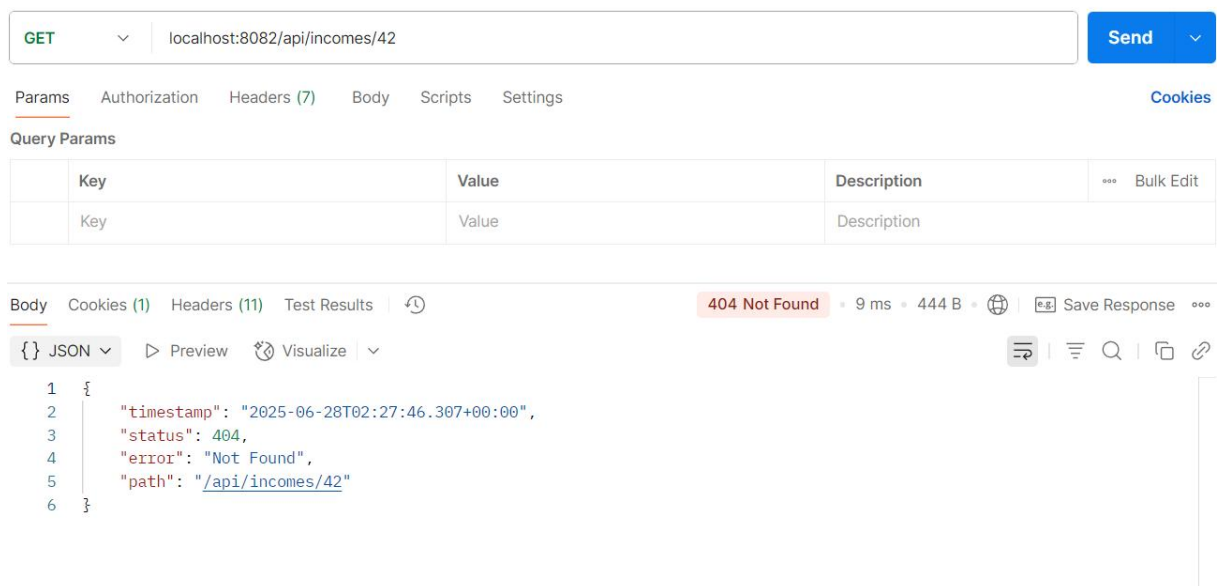 GET localhost:8082/api/incomes/42 Send
Params Authorization Headers (7) Body Scripts Settings Cookies
Query Params
Key Value Description Bulk Edit
Key Value Description
Body Cookies (1) Headers (11) Test Results 404 Not Found 9 ms 444 B e.g. Save Response
{} JSON Preview Visualize
1 {
2 "timestamp": "2025-06-28T02:27:46.307+00:00",
3 "status": 404,
4 "error": "Not Found",
5 "path": "/api/incomes/42"
6 }